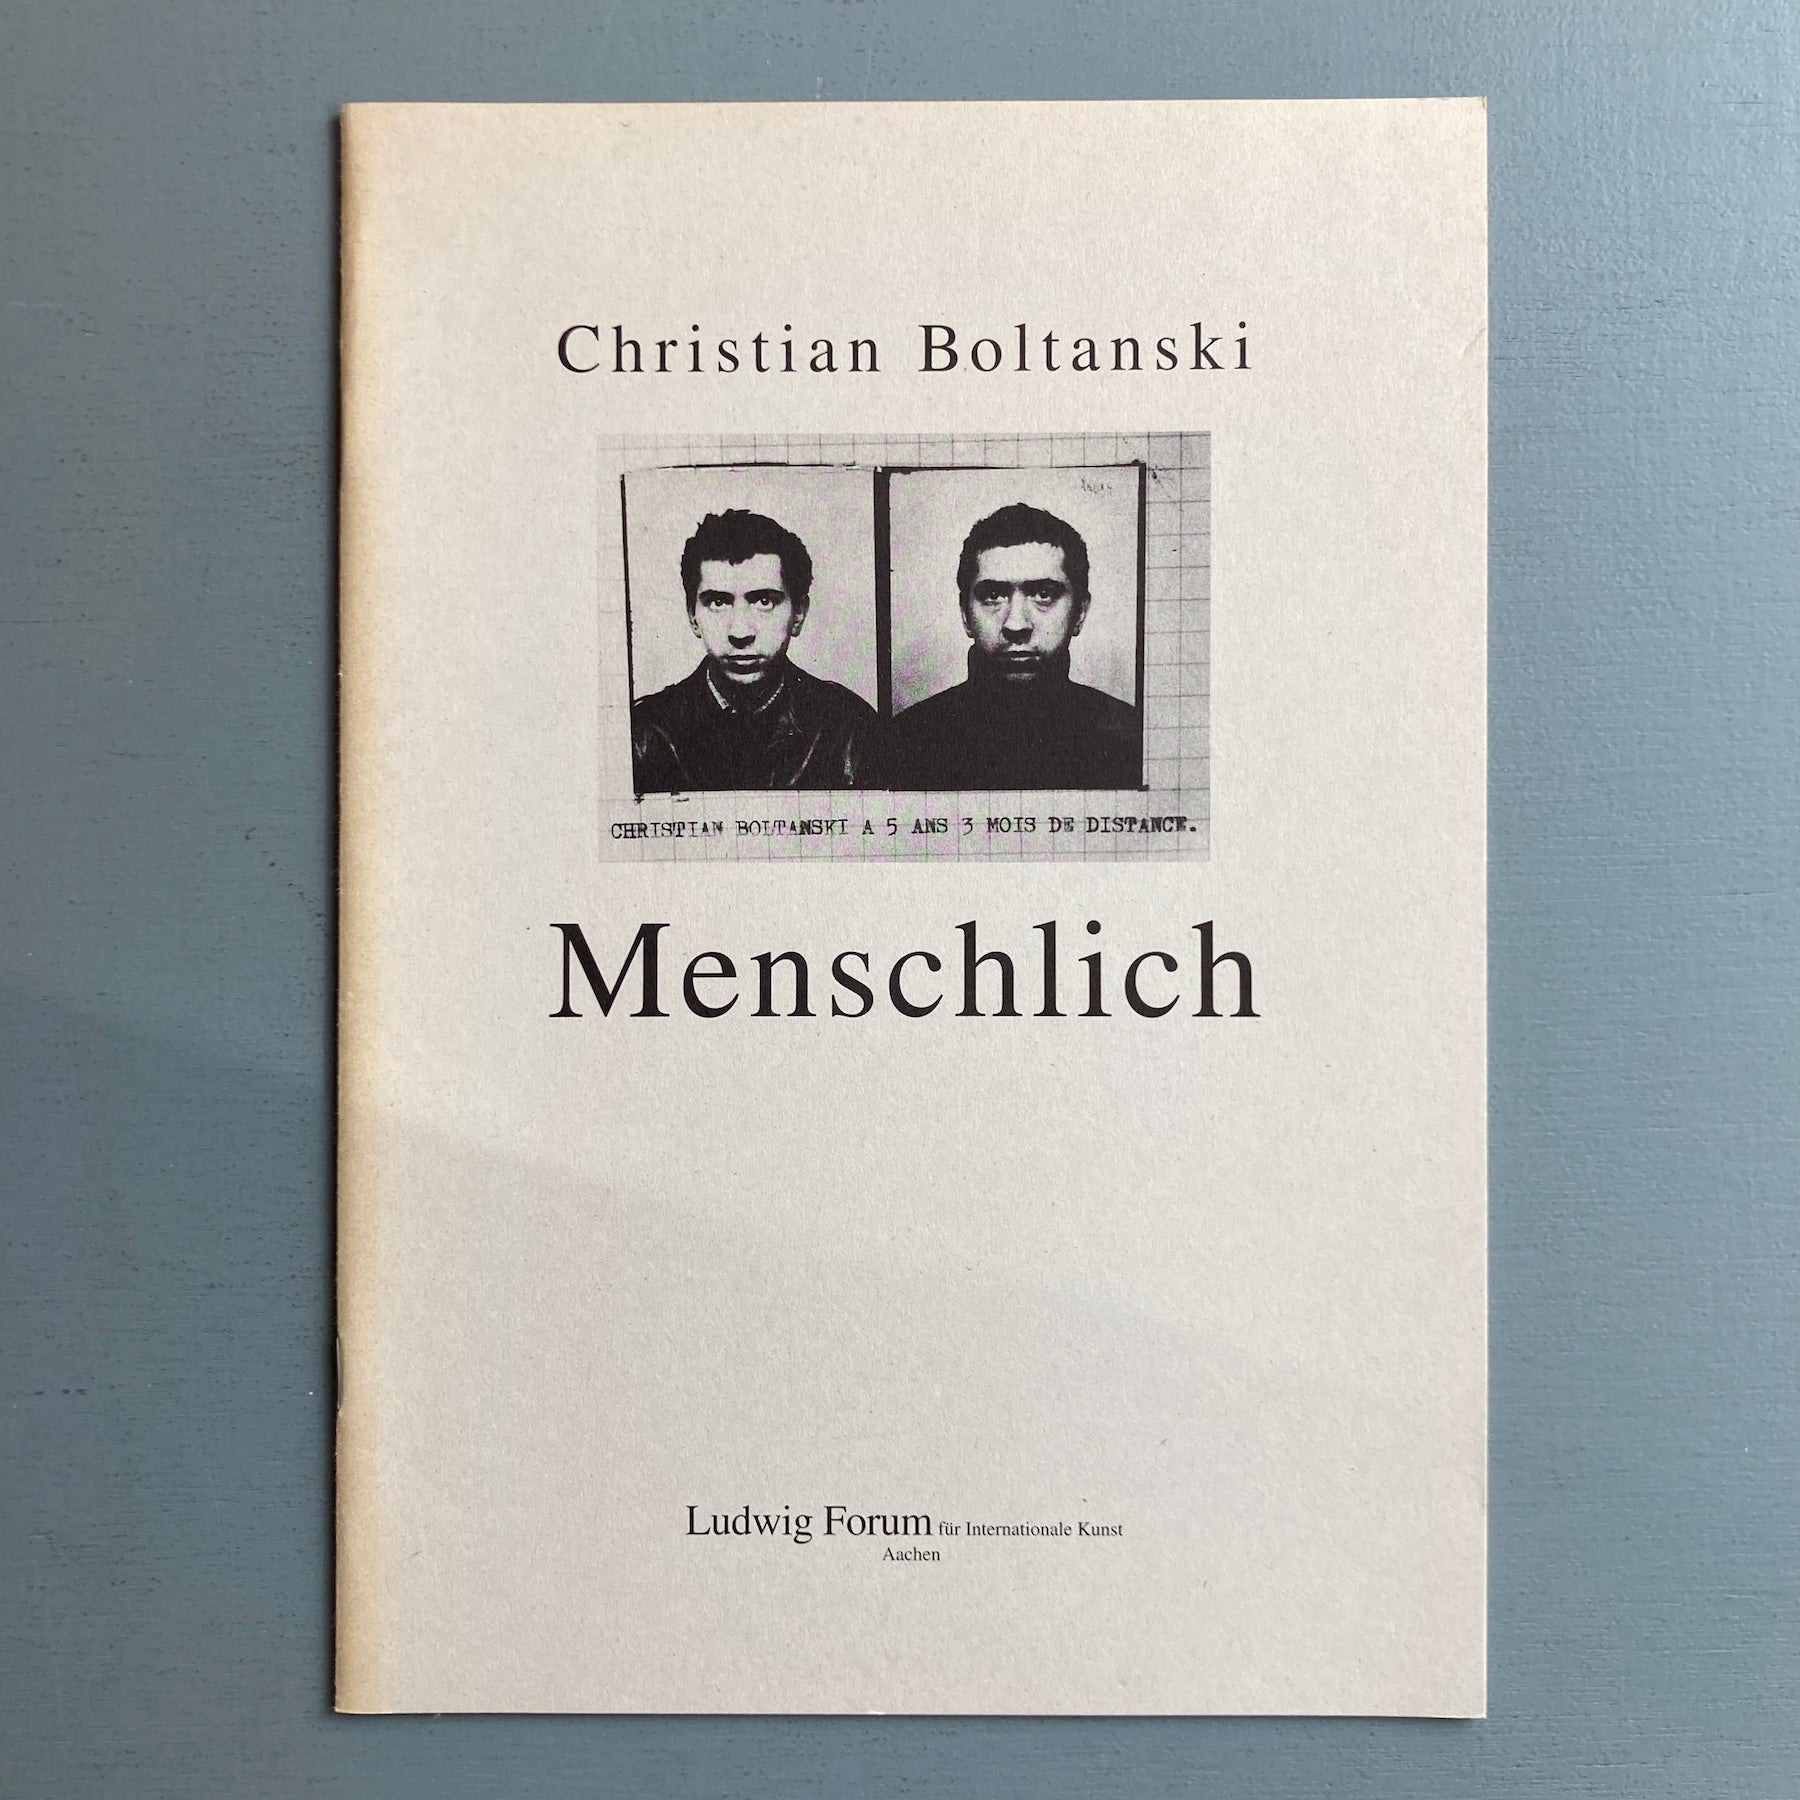 Christian Boltanski
CHRISTIAN BOLTANSKI A 5 ANS 3 MOIS DE DISTANCE.
Menschlich
Ludwig Forum für Internationale Kunst
Aachen